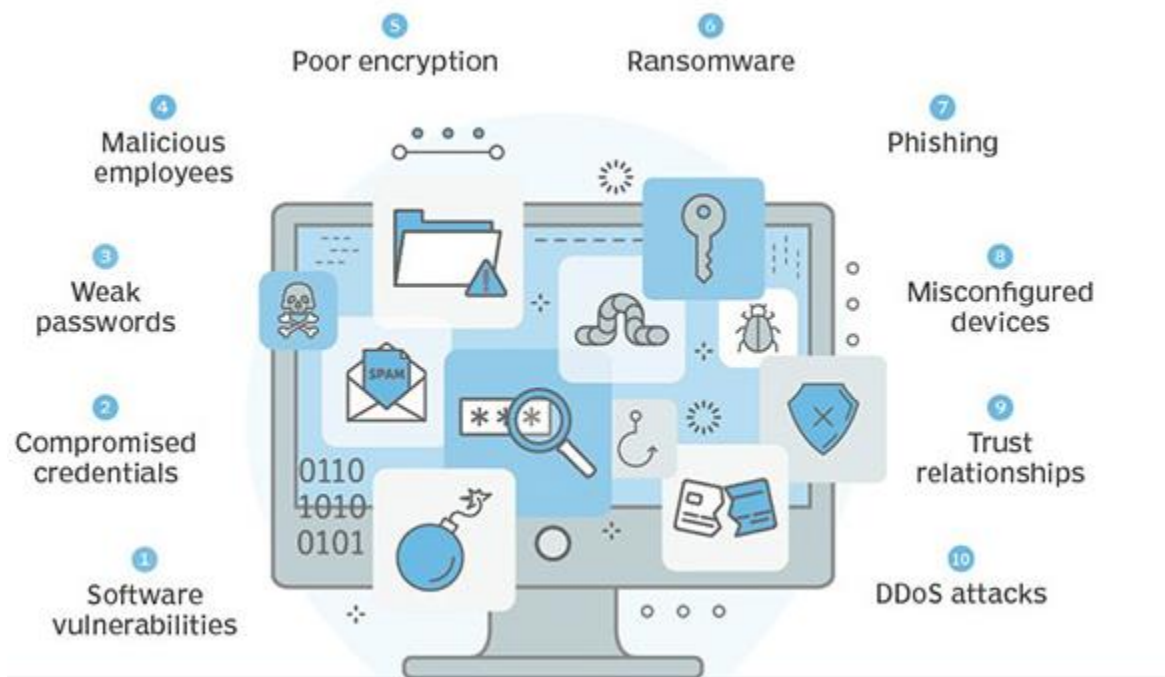 5
Poor encryption
6
Ransomware
4
Malicious
employees
7
Phishing
3
Weak
passwords
8
Misconfigured
devices
SPAM
***
2
Compromised
credentials
9
Trust
relationships
0110
1010
0101
1
Software
vulnerabilities
10
DDoS attacks